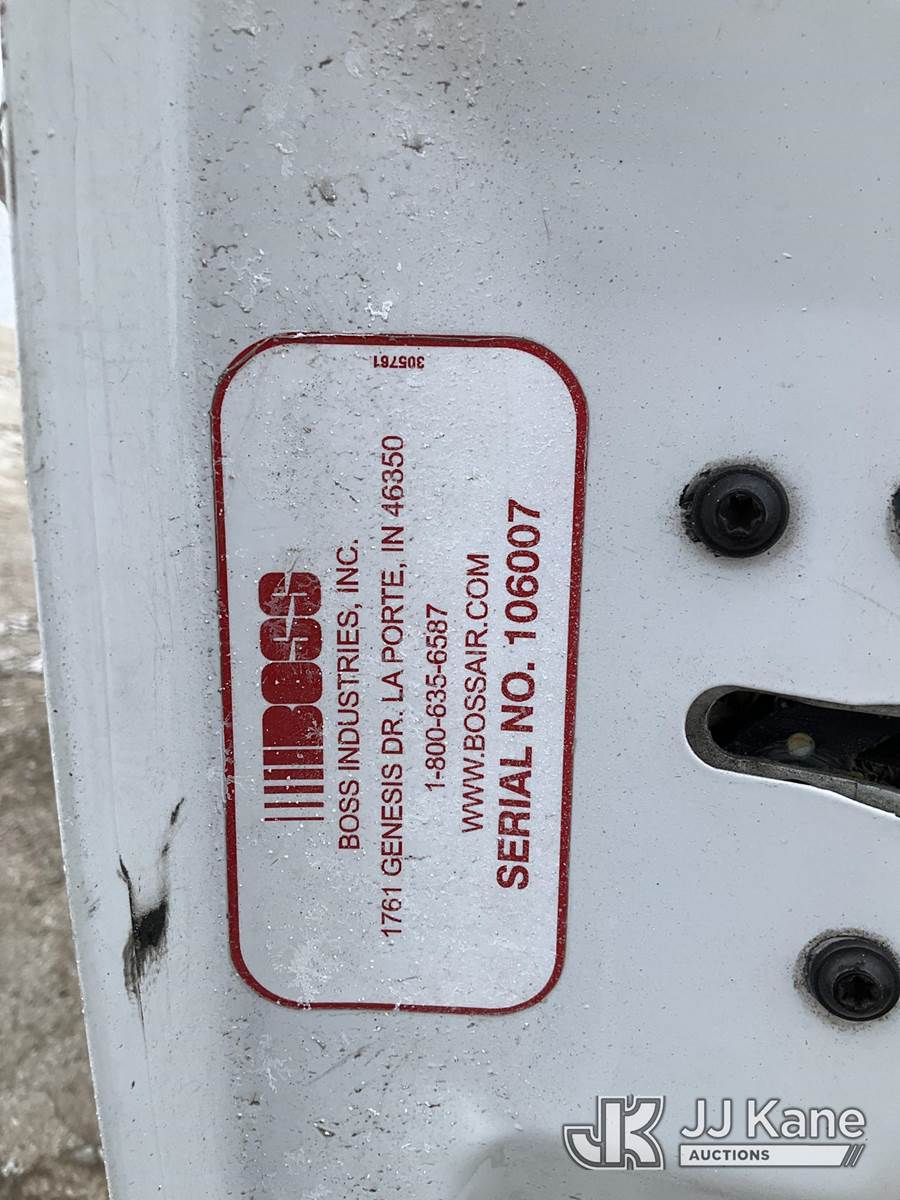 BOSS
BOSS INDUSTRIES, INC.
1761 GENESIS DR. LA PORTE, IN 46350
1-800-635-6587
WWW.BOSSAIR.COM
SERIAL NO. 106007
305761
JK JJ Kane
AUCTIONS